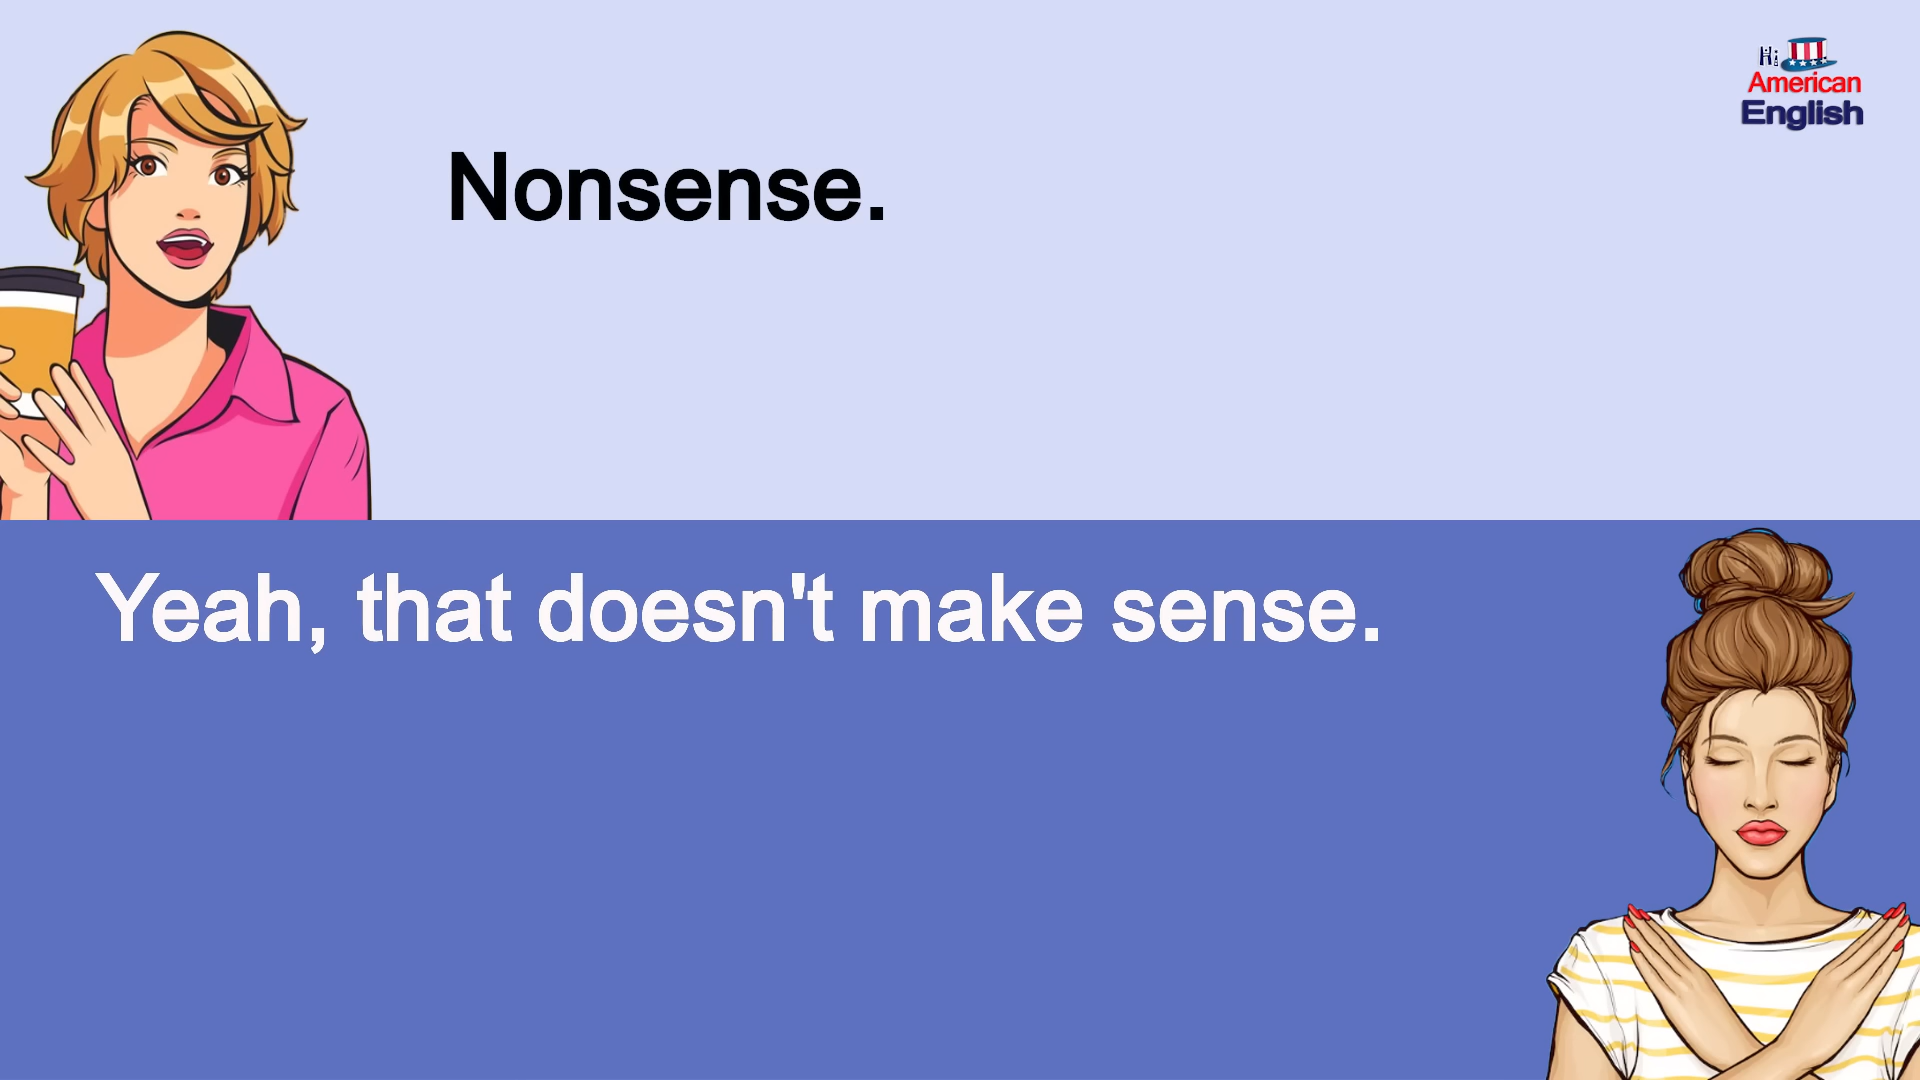 Hi
American
English
Nonsense.
Yeah, that doesn't make sense.